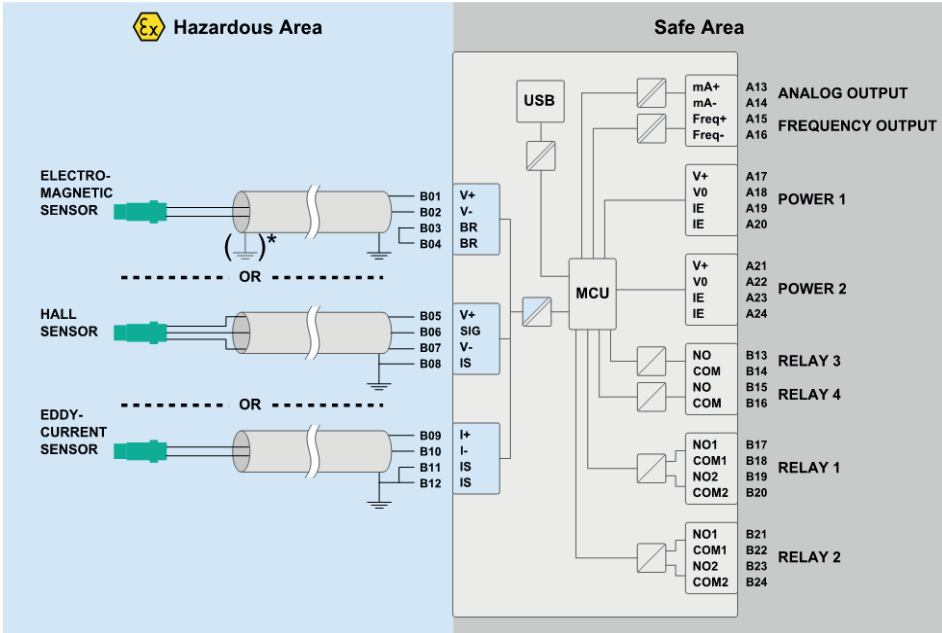 Ex Hazardous Area
Safe Area
ELECTRO-
MAGNETIC
SENSOR
( )*
B01 V+
B02 V-
B03 BR
B04 BR
OR
HALL
SENSOR
B05 V+
B06 SIG
B07 V-
B08 IS
OR
EDDY-
CURRENT
SENSOR
B09 I+
B10 I-
B11 IS
B12 IS
USB
MCU
mA+ A13
mA- A14
ANALOG OUTPUT
Freq+ A15
Freq- A16
FREQUENCY OUTPUT
V+ A17
V0 A18
IE A19
IE A20
POWER 1
V+ A21
V0 A22
IE A23
IE A24
POWER 2
NO B13
COM B14
RELAY 3
NO B15
COM B16
RELAY 4
NO1 B17
COM1 B18
NO2 B19
COM2 B20
RELAY 1
NO1 B21
COM1 B22
NO2 B23
COM2 B24
RELAY 2